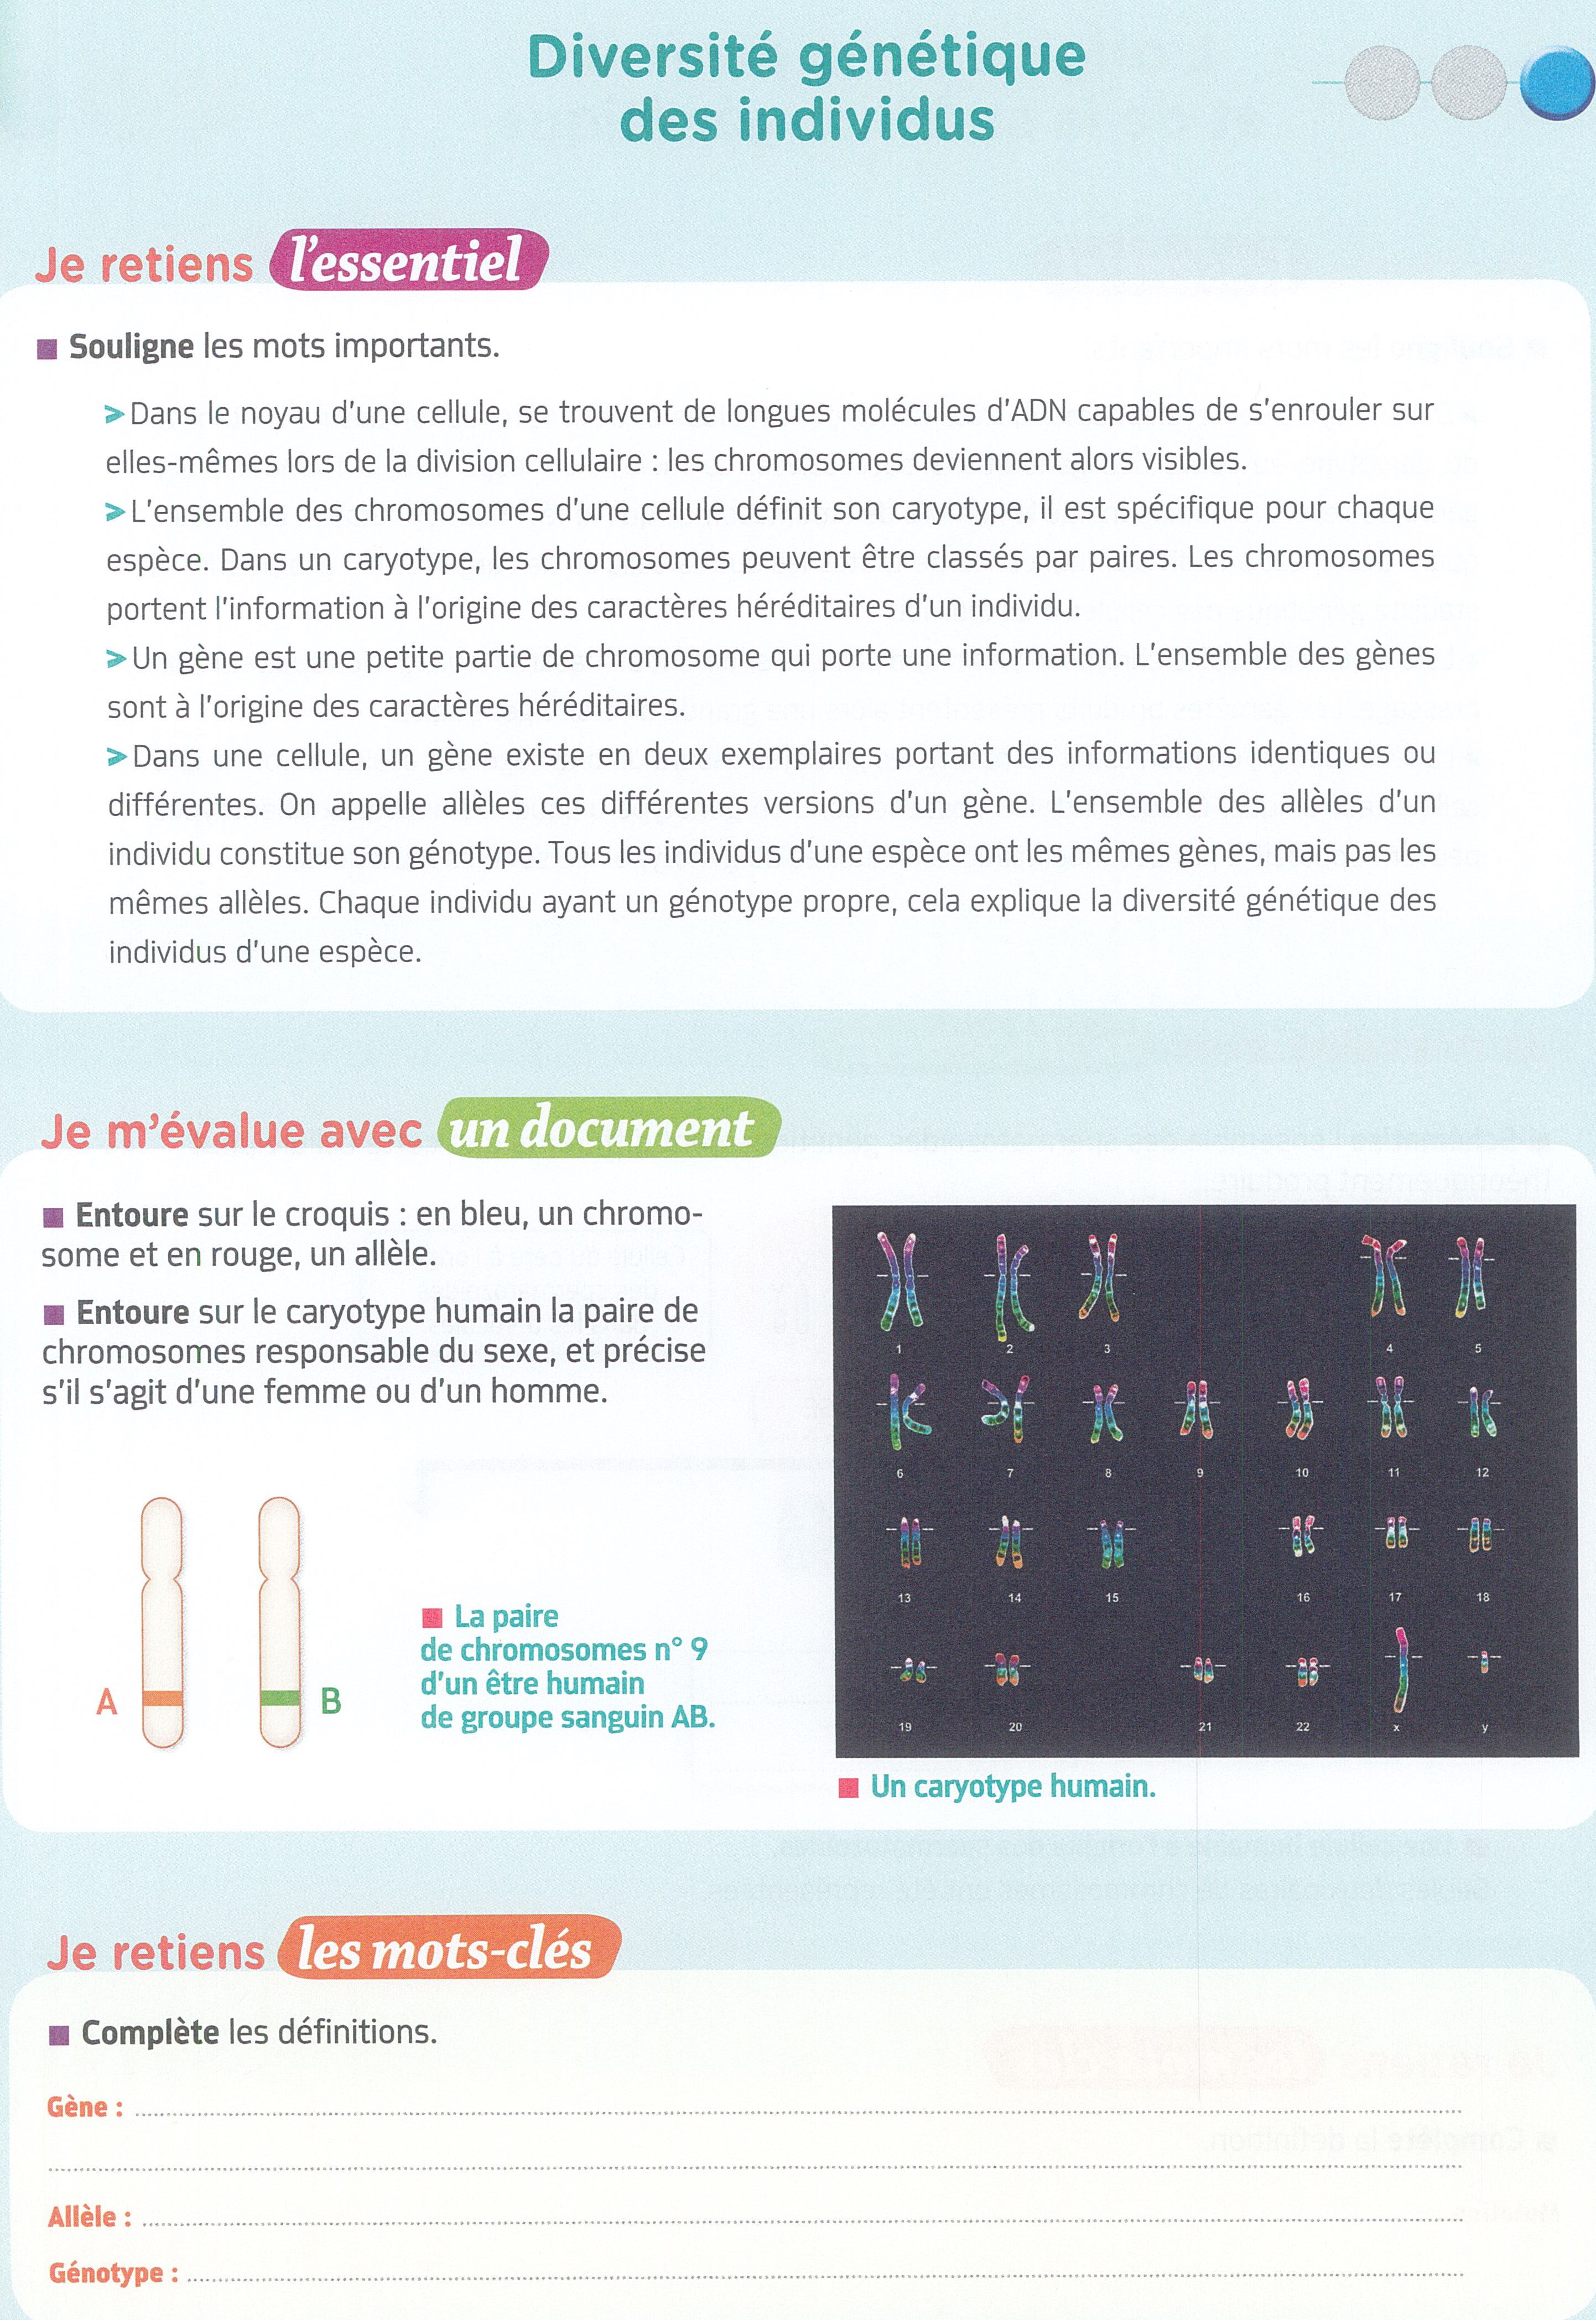 Diversité génétique
des individus
Je retiens l'essentiel
Souligne les mots importants.
> Dans le noyau d'une cellule, se trouvent de longues molécules d'ADN capables de s'enrouler sur
elles-mêmes lors de la division cellulaire : les chromosomes deviennent alors visibles.
> L'ensemble des chromosomes d'une cellule définit son caryotype, il est spécifique pour chaque
espèce. Dans un caryotype, les chromosomes peuvent être classés par paires. Les chromosomes
portent l'information à l'origine des caractères héréditaires d'un individu.
> Un gène est une petite partie de chromosome qui porte une information. L'ensemble des gènes
sont à l'origine des caractères héréditaires.
> Dans une cellule, un gène existe en deux exemplaires portant des informations identiques ou
différentes. On appelle allèles ces différentes versions d'un gène. L'ensemble des allèles d'un
individu constitue son génotype. Tous les individus d'une espèce ont les mêmes gènes, mais pas les
mêmes allèles. Chaque individu ayant un génotype propre, cela explique la diversité génétique des
individus d'une espèce.
Je m'évalue avec un document
Entoure sur le croquis : en bleu, un chromo-
some et en rouge, un allèle.
Entoure sur le caryotype humain la paire de
chromosomes responsable du sexe, et précise
s'il s'agit d'une femme ou d'un homme.
A
B
La paire
de chromosomes n° 9
d'un être humain
de groupe sanguin AB.
1 2 3 4 5
6 7 8 9 10 11 12
13 14 15 16 17 18
19 20 21 22 x y
Un caryotype humain.
Je retiens les mots-clés
Complète les définitions.
Gène :
Allèle :
Génotype :